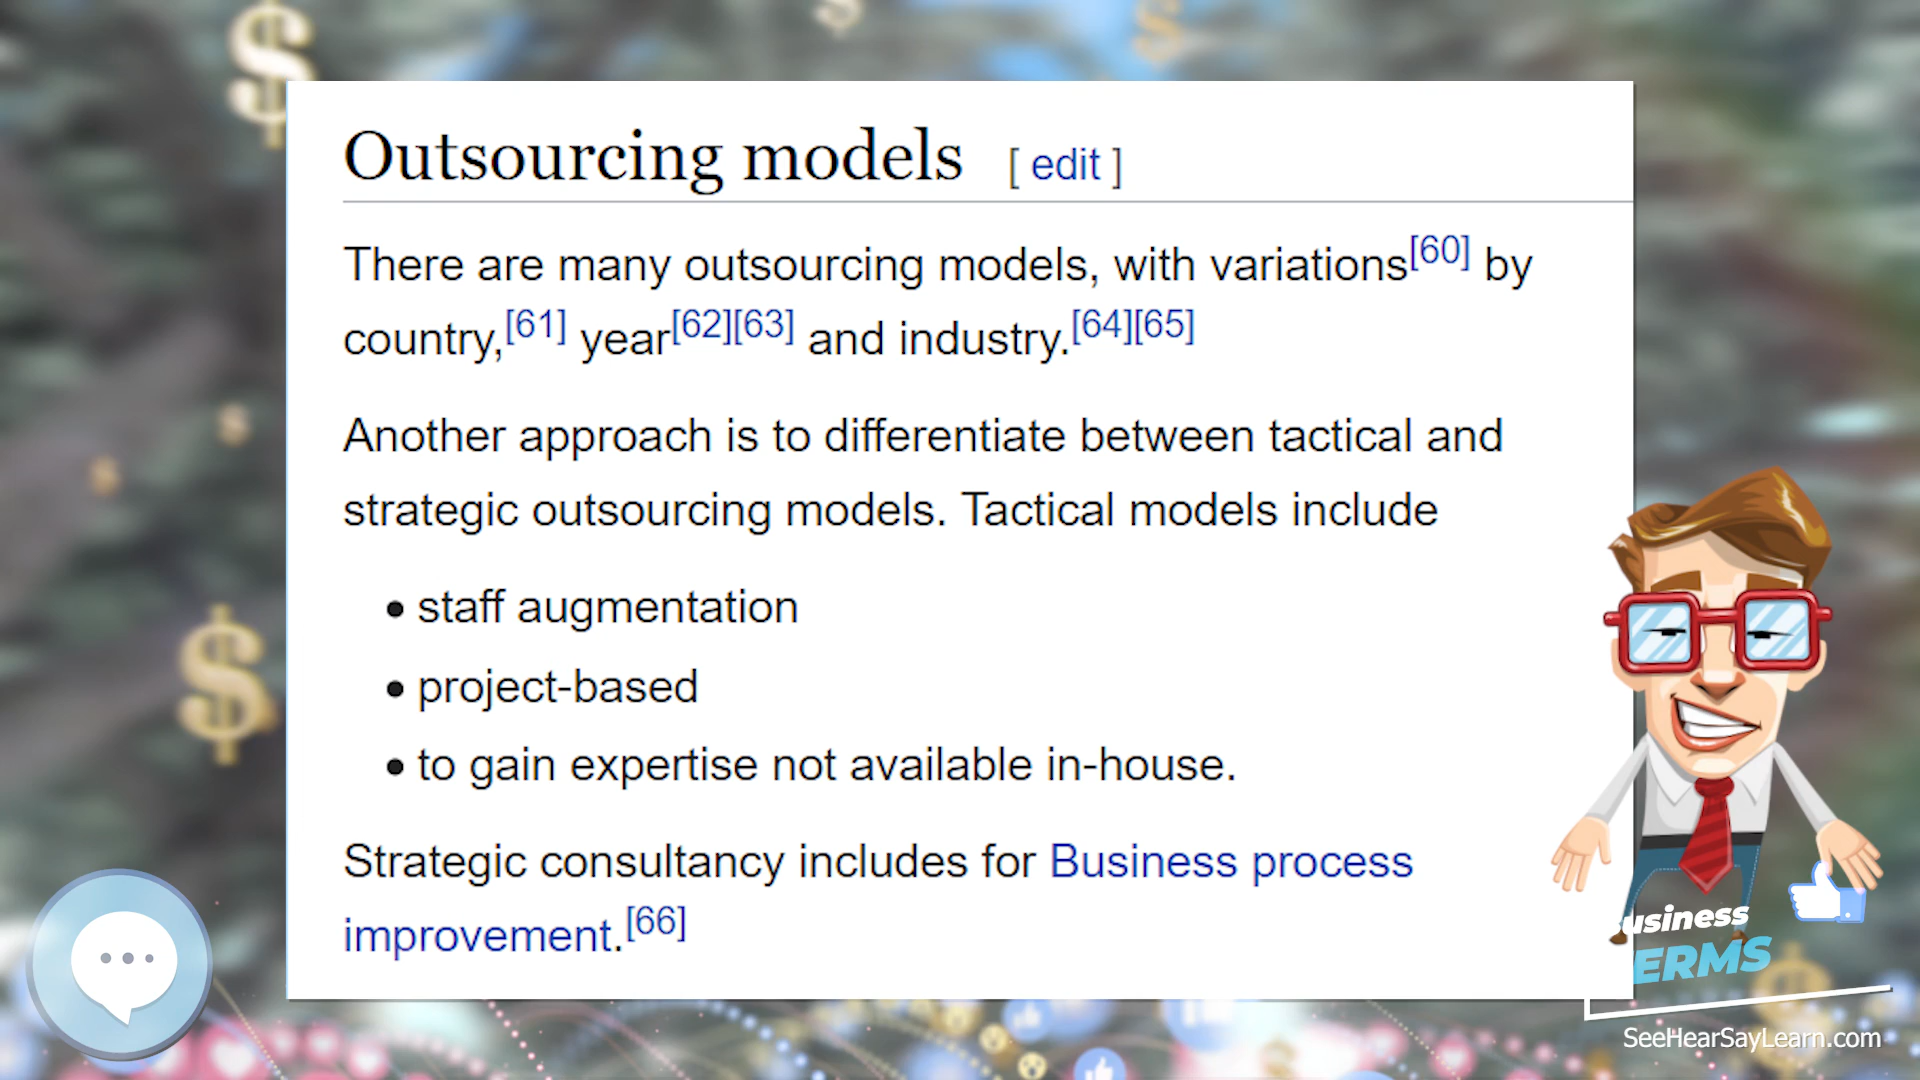 Outsourcing models [ edit ]
There are many outsourcing models, with variations[60] by
country,[61] year[62][63] and industry.[64][65]
Another approach is to differentiate between tactical and
strategic outsourcing models. Tactical models include
• staff augmentation
• project-based
• to gain expertise not available in-house.
Strategic consultancy includes for Business process
improvement.[66]
usiness
ERMS
SeeHearSayLearn.com